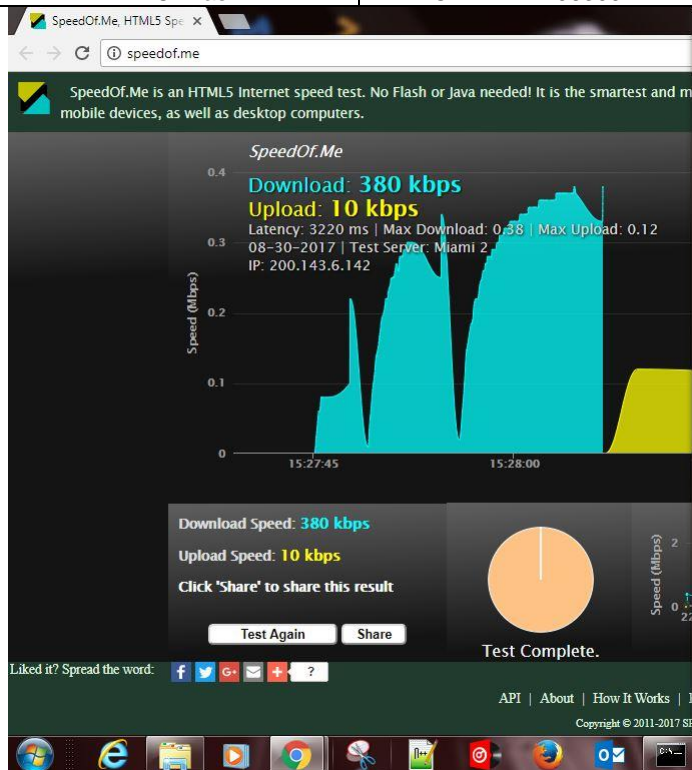 SpeedOf.Me, HTML5 Spe
speedof.me
SpeedOf.Me is an HTML5 Internet speed test. No Flash or Java needed! It is the smartest and m
mobile devices, as well as desktop computers.
SpeedOf.Me
Download: 380 kbps
Upload: 10 kbps
Latency: 3220 ms | Max Download: 0.38 | Max Upload: 0.12
08-30-2017 | Test Server: Miami 2
IP: 200.143.6.142
Speed (Mbps)
0.4
0.3
0.2
0.1
0
15:27:45 15:28:00
Download Speed: 380 kbps
Upload Speed: 10 kbps
Click 'Share' to share this result
Test Again Share
Test Complete.
Speed (Mbps)
2
0
22
Liked it? Spread the word:
f G+ + ?
API | About | How It Works |
Copyright © 2011-2017 SP